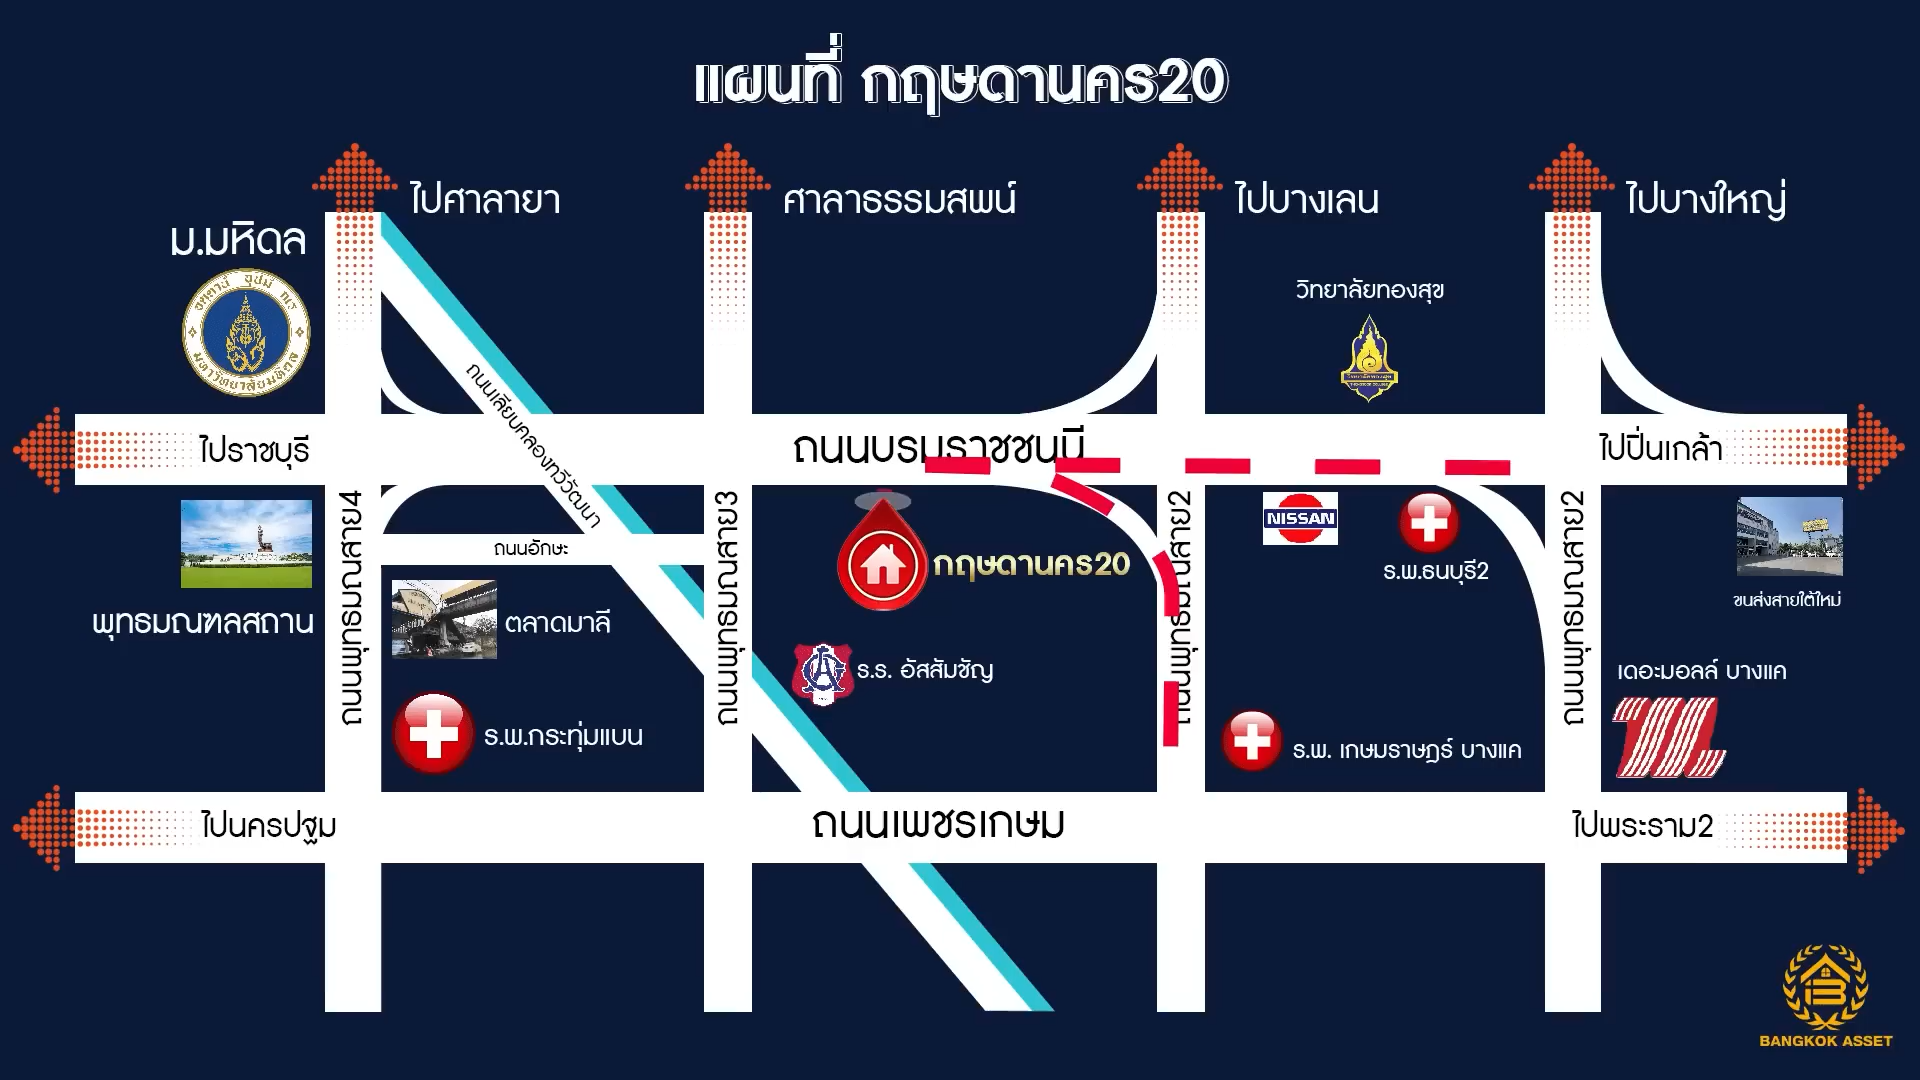 แผนที่ กฤษดานคร20
ไปศาลายา
ศาลาธรรมสพน์
ไปบางเลน
ไปบางใหญ่
ม.มหิดล
วิทยาลัยทองสุข
ถนนเลียบคลองทวีวัฒนา
ไปราชบุรี
ถนนบรมราชชนนี
ไปปิ่นเกล้า
ถนนพุทธมณสาย4
ถนนพุทธมณสาย3
ถนนพุทธมณสาย2
ถนนพุทธมณสาย2
NISSAN
ถนนอักษะ
กฤษดานคร20
ร.พ.ธนบุรี2
ขนส่งสายใต้ใหม่
พุทธมณฑลสถาน
ตลาดมาลี
ร.ร. อัสสัมชัญ
เดอะมอลล์ บางแค
ร.พ.กระทุ่มแบน
ร.พ. เกษมราษฎร์ บางแค
ไปนครปฐม
ถนนเพชรเกษม
ไปพระราม2
BANGKOK ASSET